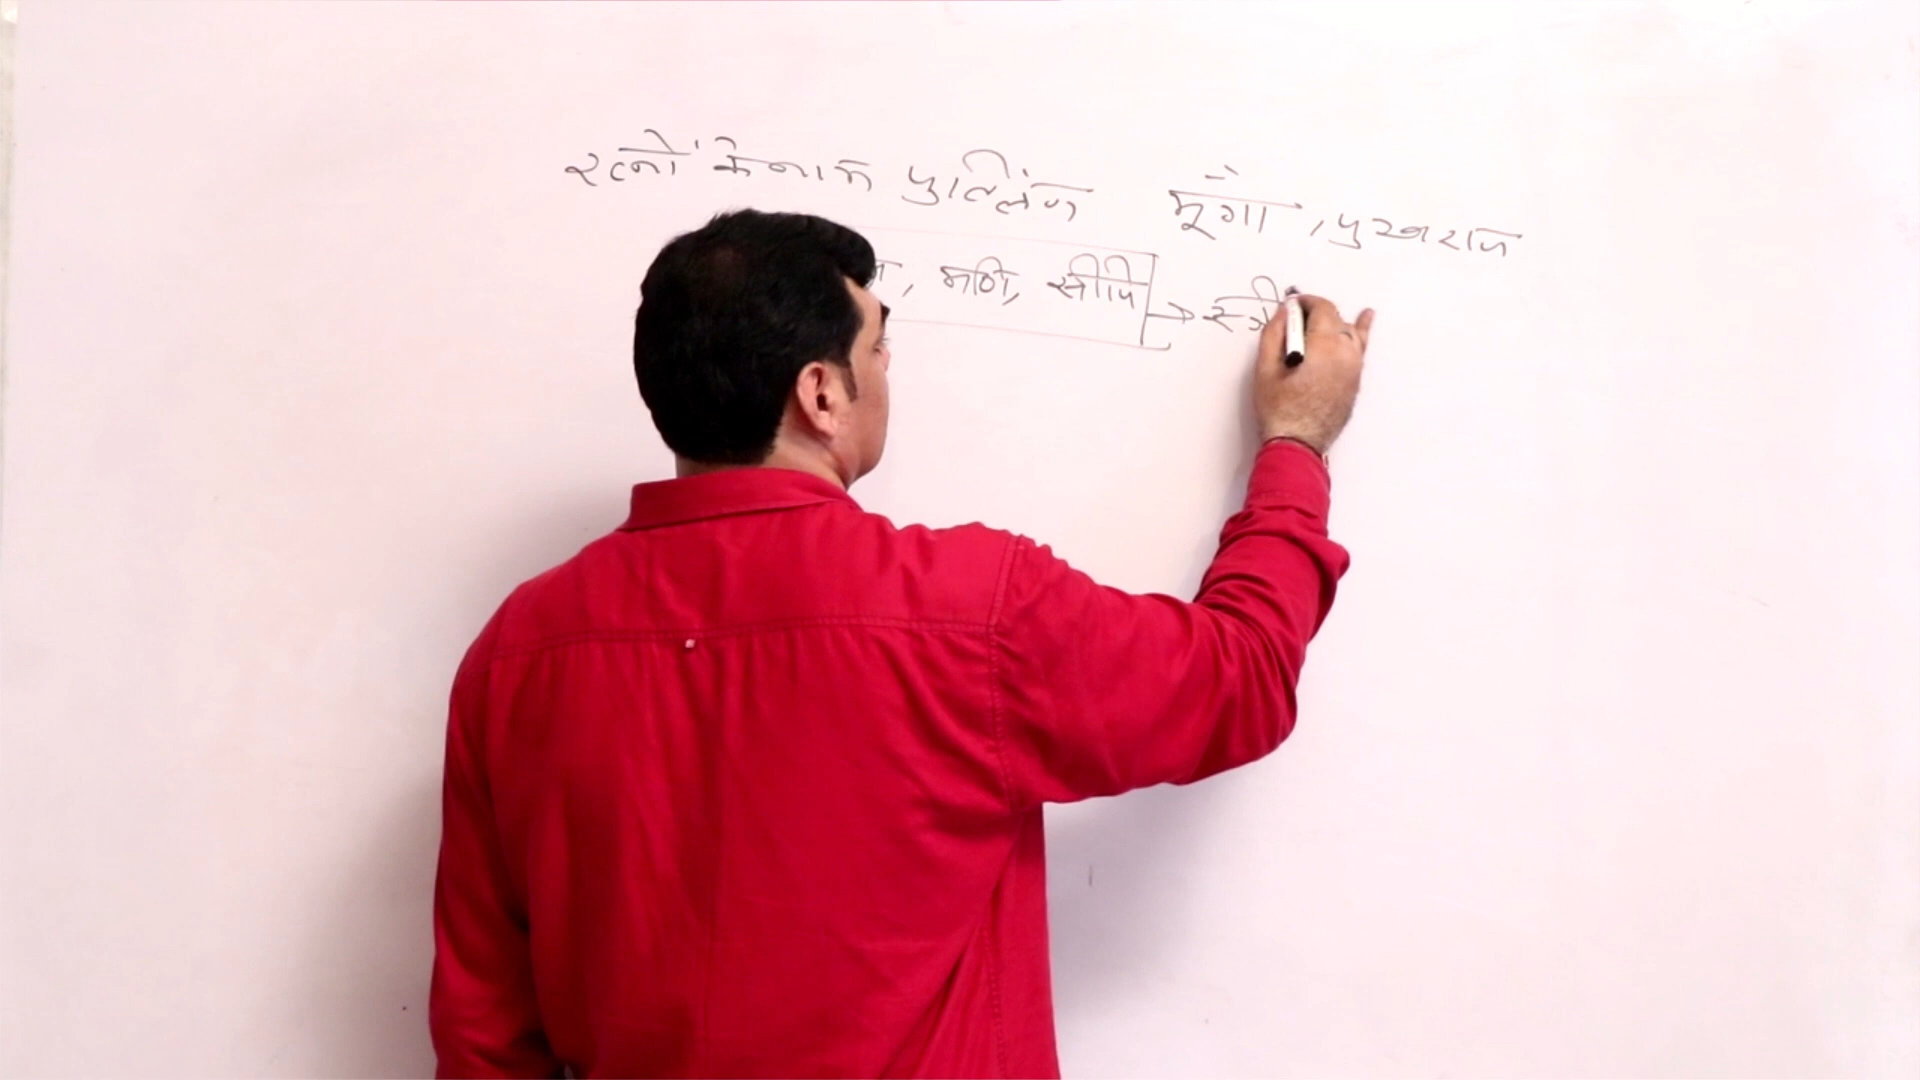 रत्नों के नाम पुल्लिंग मूँगा, पुखराज
, मणि, सीपि → स्त्री